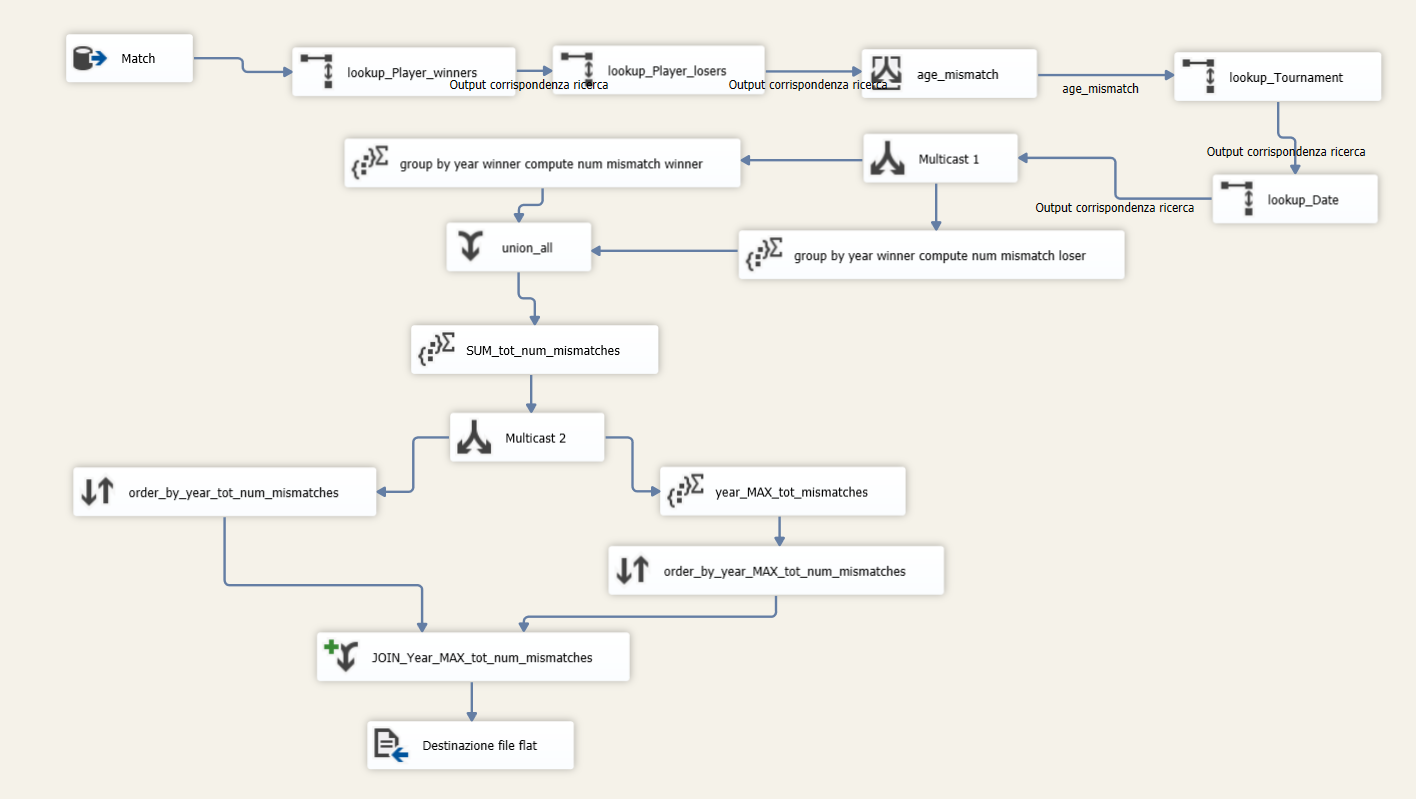 Match
lookup_Player_winners
Output corrispondenza ricerca
lookup_Player_losers
Output corrispondenza ricerca
age_mismatch
age_mismatch
lookup_Tournament
Output corrispondenza ricerca
lookup_Date
Output corrispondenza ricerca
Multicast 1
group by year winner compute num mismatch winner
group by year winner compute num mismatch loser
union_all
SUM_tot_num_mismatches
Multicast 2
order_by_year_tot_num_mismatches
year_MAX_tot_mismatches
order_by_year_MAX_tot_num_mismatches
JOIN_Year_MAX_tot_num_mismatches
Destinazione file flat